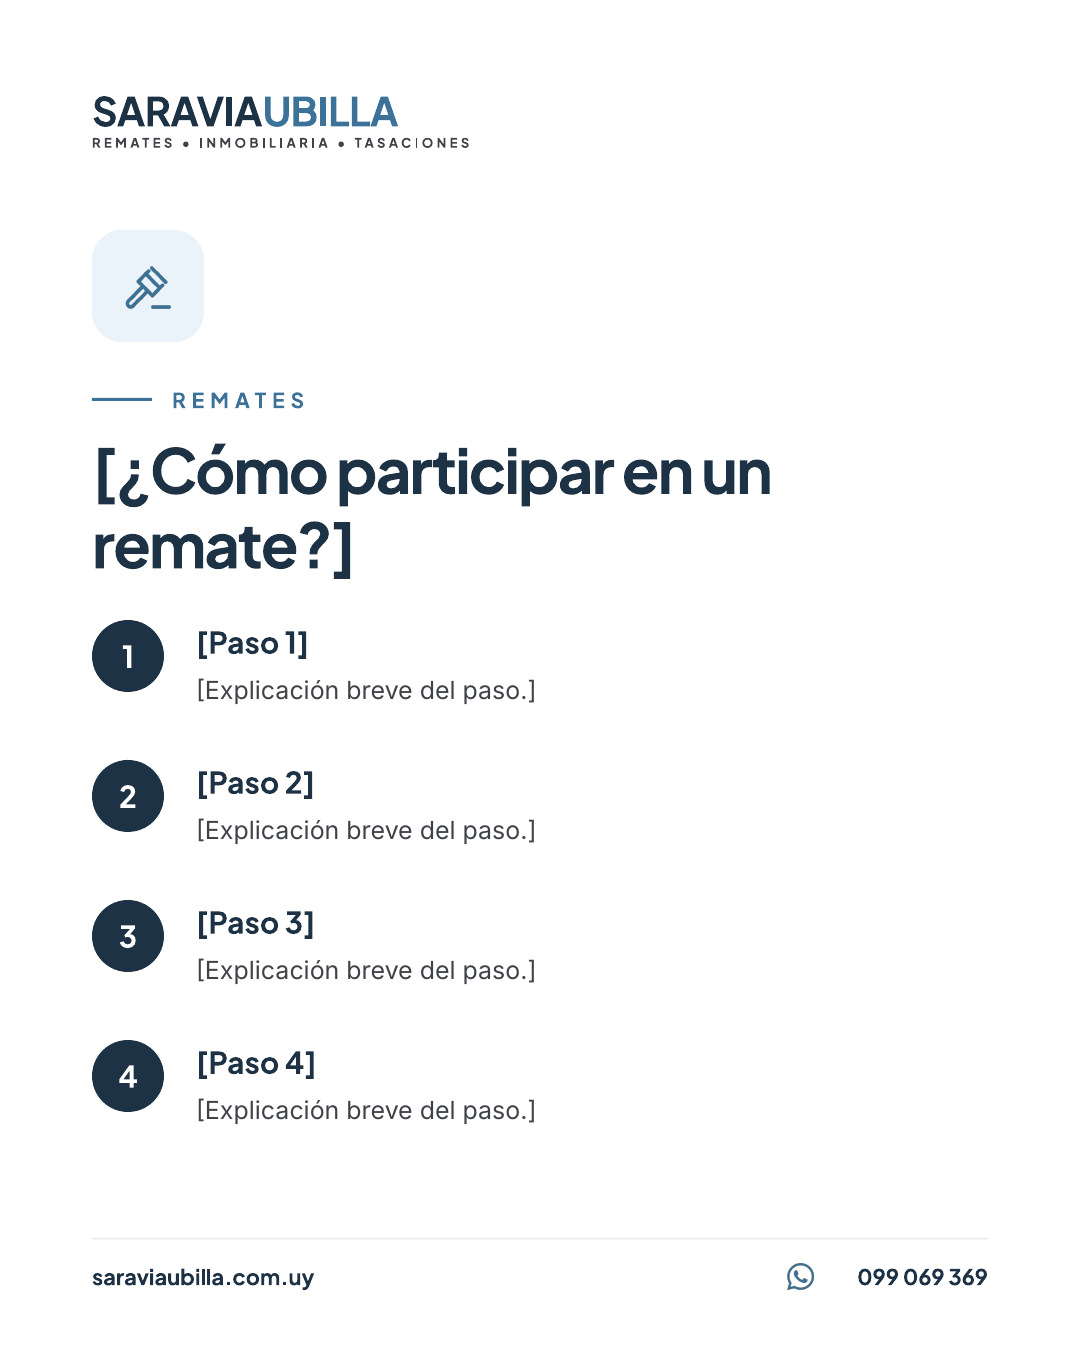 SARAVIAUBILLA
REMATES • INMOBILIARIA • TASACIONES
REMATES
[¿Cómo participar en un
remate?]
1
[Paso 1]
[Explicación breve del paso.]
2
[Paso 2]
[Explicación breve del paso.]
3
[Paso 3]
[Explicación breve del paso.]
4
[Paso 4]
[Explicación breve del paso.]
saraviaubilla.com.uy
099 069 369